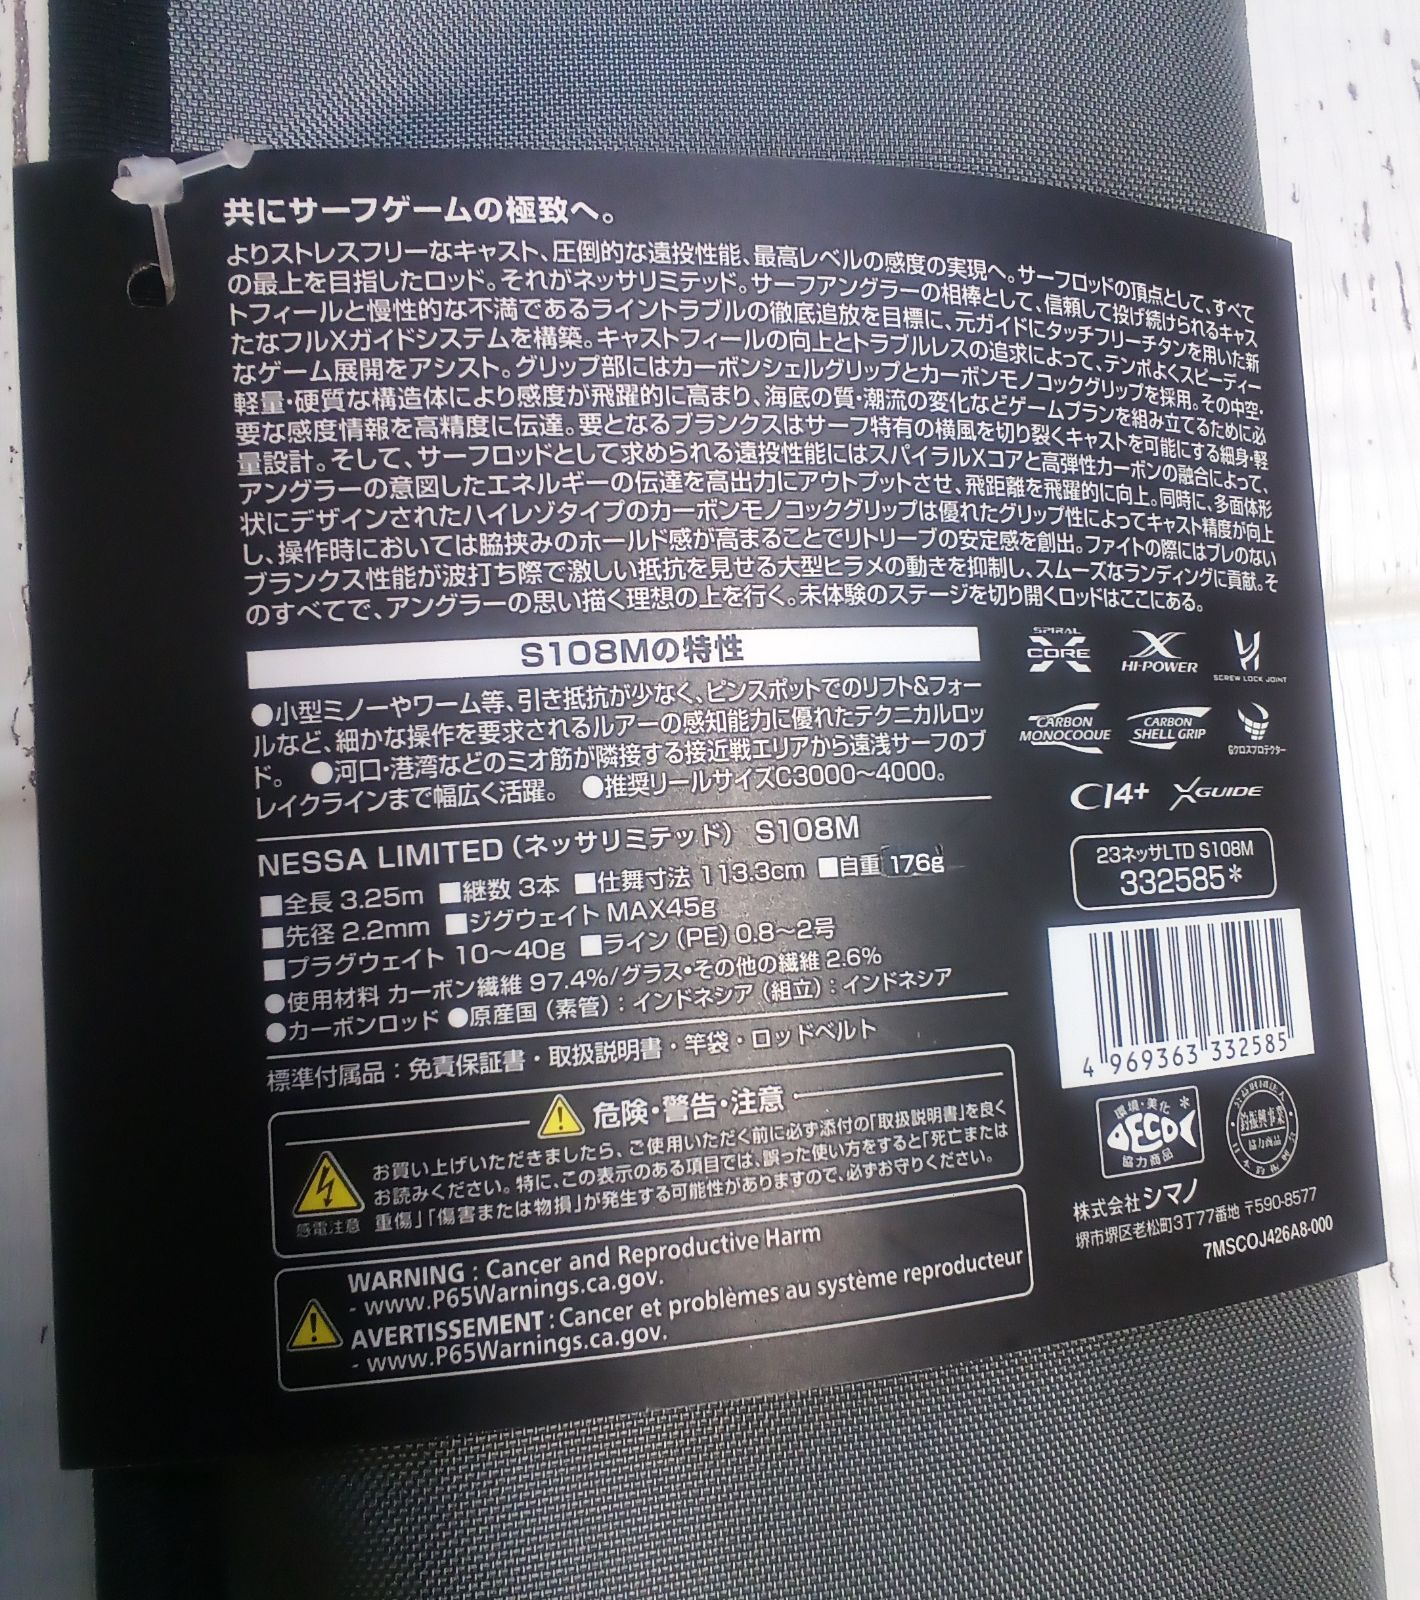 共にサーフゲームの極致へ。
よりストレスフリーなキャスト、圧倒的な遠投性能、最高レベルの感度の実現へ。サーフロッドの頂点として、すべて
の最上を目指したロッド。それがネッサリミテッド。サーフアングラーの相棒として、信頼して投げ続けられるキャス
トフィールと慢性的な不満であるライントラブルの徹底追放を目標に、元ガイドにタッチフリーチタンを用いた新
たなフルXガイドシステムを構築。キャストフィールの向上とトラブルレスの追求によって、テンポよくスピーディー
なゲーム展開をアシスト。グリップ部にはカーボンシェルグリップとカーボンモノコックグリップを採用。その中空・
軽量・硬質な構造体により感度が飛躍的に高まり、海底の質・潮流の変化などゲームプランを組み立てるために必
要な感度情報を高精度に伝達。要となるブランクスはサーフ特有の横風を切り裂くキャストを可能にする細身・軽
量設計。そして、サーフロッドとして求められる遠投性能にはスパイラルXコアと高弾性カーボンの融合によって、
アングラーの意図したエネルギーの伝達を高出力にアウトプットさせ、飛距離を飛躍的に向上。同時に、多面体形
状にデザインされたハイレゾタイプのカーボンモノコックグリップは優れたグリップ性によってキャスト精度が向上
し、操作時においては脇挟みのホールド感が高まることでリトリーブの安定感を創出。ファイトの際にはブレのない
ブランクス性能が波打ち際で激しい抵抗を見せる大型ヒラメの動きを抑制し、スムーズなランディングに貢献。そ
のすべてで、アングラーの思い描く理想の上を行く。未体験のステージを切り開くロッドはここにある。
S108Mの特性
●小型ミノーやワーム等、引き抵抗が少なく、ピンスポットでのリフト&フォー
ルなど、細かな操作を要求されるルアーの感知能力に優れたテクニカルロッ
ド。 ●河口・港湾などのミオ筋が隣接する接近戦エリアから遠浅サーフのブ
レイクラインまで幅広く活躍。 ●推奨リールサイズC3000〜4000。
NESSA LIMITED（ネッサリミテッド） S108M
■全長 3.25m ■継数 3本 ■仕舞寸法 113.3cm ■自重 176g
■先径 2.2mm ■ジグウェイト MAX45g
■プラグウェイト 10〜40g ■ライン（PE）0.8〜2号
●使用材料 カーボン繊維 97.4%/グラス・その他の繊維 2.6%
●カーボンロッド ●原産国（素管）：インドネシア（組立）：インドネシア
標準付属品：免責保証書・取扱説明書・竿袋・ロッドベルト
危険・警告・注意
お買い上げいただきましたら、ご使用いただく前に必ず添付の「取扱説明書」を良く
お読みください。特に、この表示のある項目では、誤った使い方をすると「死亡または
重傷」「傷害または物損」が発生する可能性がありますので、必ずお守りください。
感電注意
WARNING : Cancer and Reproductive Harm
- www.P65Warnings.ca.gov.
AVERTISSEMENT : Cancer et problèmes au système reproducteur
- www.P65Warnings.ca.gov.
SPIRAL X CORE
HI-POWER X
SCREW LOCK JOINT
CARBON MONOCOQUE
CARBON SHELL GRIP
Gクロスプロテクター
CI4+
XGUIDE
23ネッサLTD S108M
332585*
4 969363 332585
環境・美化
ECO
協力商品
釣振興事業
協力商品
株式会社シマノ
堺市堺区老松町3丁77番地 〒590-8577
7MSCOJ426A8-000